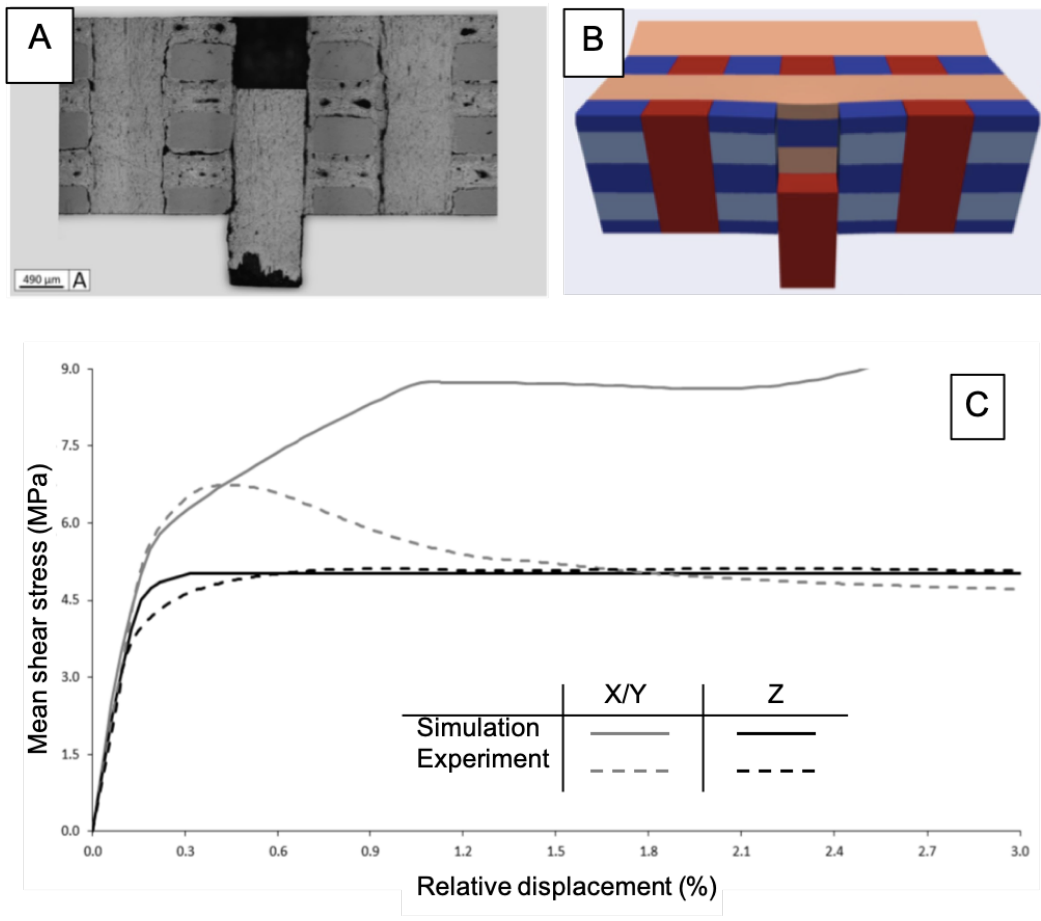 A
B
490 µm A
C
9.0
7.5
6.0
4.5
3.0
1.5
0.0
Mean shear stress (MPa)
X/Y Z
Simulation
Experiment
0.0 0.3 0.6 0.9 1.2 1.5 1.8 2.1 2.4 2.7 3.0
Relative displacement (%)